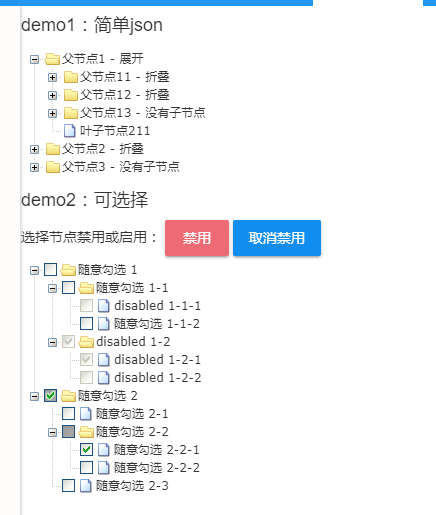 demo1：简单json
父节点1 - 展开
父节点11 - 折叠
父节点12 - 折叠
父节点13 - 没有子节点
叶子节点211
父节点2 - 折叠
父节点3 - 没有子节点
demo2：可选择
选择节点禁用或启用： 禁用 取消禁用
随意勾选 1
随意勾选 1-1
disabled 1-1-1
随意勾选 1-1-2
disabled 1-2
disabled 1-2-1
disabled 1-2-2
随意勾选 2
随意勾选 2-1
随意勾选 2-2
随意勾选 2-2-1
随意勾选 2-2-2
随意勾选 2-3